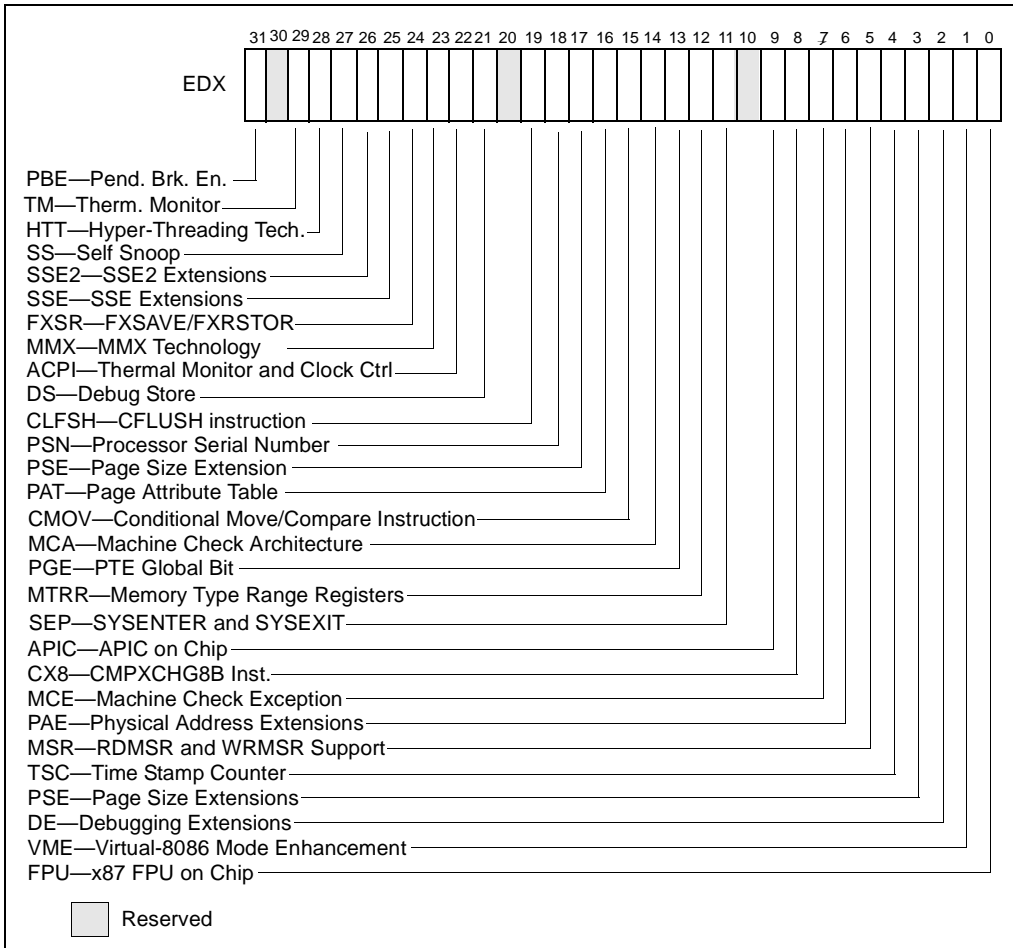 31 30 29 28 27 26 25 24 23 22 21 20 19 18 17 16 15 14 13 12 11 10 9 8 7 6 5 4 3 2 1 0
EDX
PBE—Pend. Brk. En.
TM—Therm. Monitor
HTT—Hyper-Threading Tech.
SS—Self Snoop
SSE2—SSE2 Extensions
SSE—SSE Extensions
FXSR—FXSAVE/FXRSTOR
MMX—MMX Technology
ACPI—Thermal Monitor and Clock Ctrl
DS—Debug Store
CLFSH—CFLUSH instruction
PSN—Processor Serial Number
PSE—Page Size Extension
PAT—Page Attribute Table
CMOV—Conditional Move/Compare Instruction
MCA—Machine Check Architecture
PGE—PTE Global Bit
MTRR—Memory Type Range Registers
SEP—SYSENTER and SYSEXIT
APIC—APIC on Chip
CX8—CMPXCHG8B Inst.
MCE—Machine Check Exception
PAE—Physical Address Extensions
MSR—RDMSR and WRMSR Support
TSC—Time Stamp Counter
PSE—Page Size Extensions
DE—Debugging Extensions
VME—Virtual-8086 Mode Enhancement
FPU—x87 FPU on Chip
Reserved